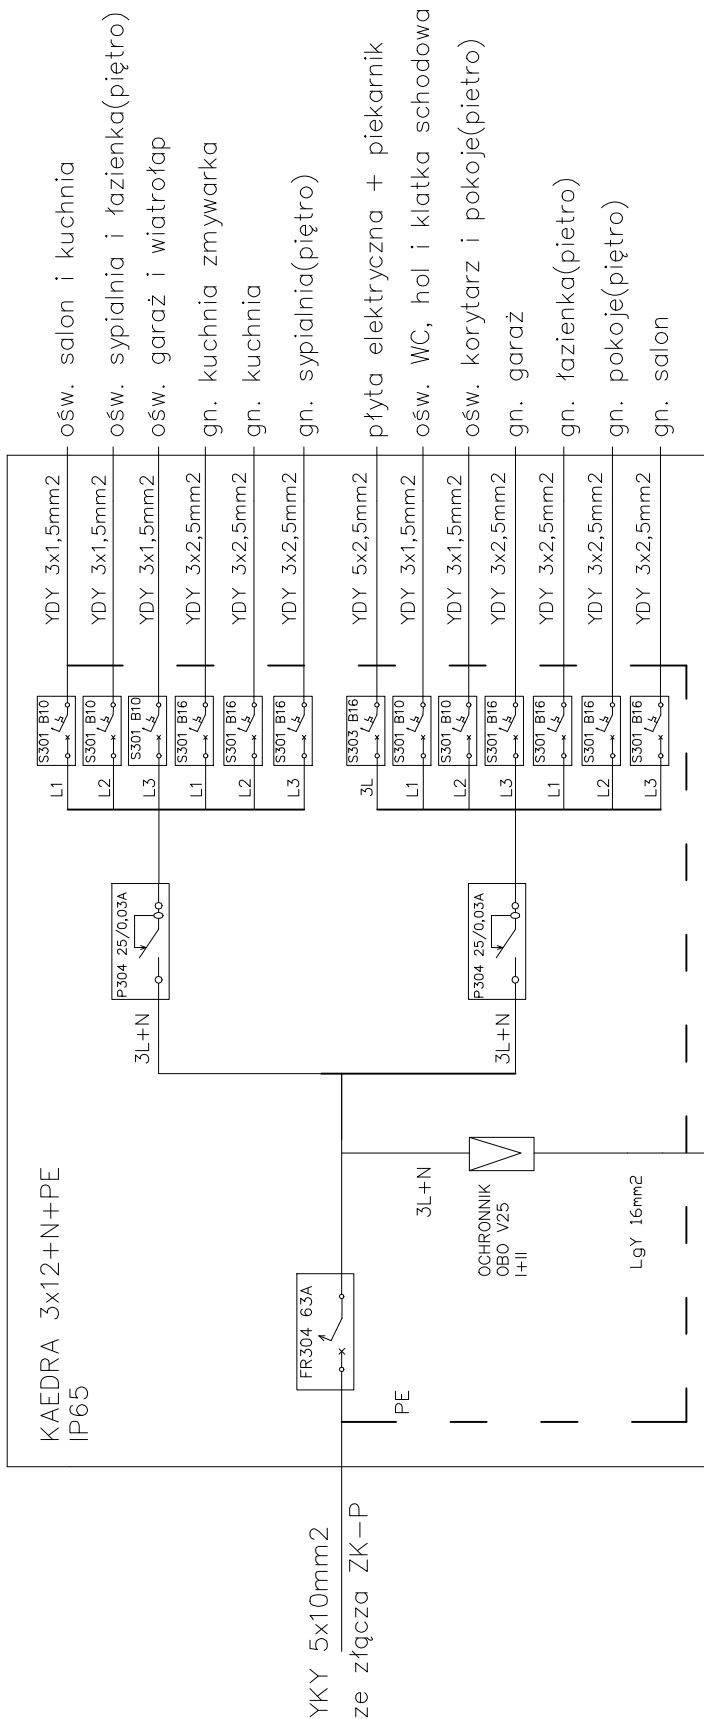 KAEDRA 3x12+N+PE
IP65
YKY 5x10mm2
ze złącza ZK-P
FR304 63A
PE
3L+N
OCHRONNIK
OBO V25
I+II
LgY 16mm2
3L+N
P304 25/0,03A
L1
S301 B10
YDY 3x1,5mm2
ośw. salon i kuchnia
L2
S301 B10
YDY 3x1,5mm2
ośw. sypialnia i łazienka(piętro)
L3
S301 B10
YDY 3x1,5mm2
ośw. garaż i wiatrołap
L1
S301 B16
YDY 3x2,5mm2
gn. kuchnia zmywarka
L2
S301 B16
YDY 3x2,5mm2
gn. kuchnia
L3
S301 B16
YDY 3x2,5mm2
gn. sypialnia(piętro)
3L+N
P304 25/0,03A
3L
S303 B16
YDY 5x2,5mm2
płyta elektryczna + piekarnik
L1
S301 B10
YDY 3x1,5mm2
ośw. WC, hol i klatka schodowa
L2
S301 B10
YDY 3x1,5mm2
ośw. korytarz i pokoje(pietro)
L3
S301 B16
YDY 3x2,5mm2
gn. garaż
L1
S301 B16
YDY 3x2,5mm2
gn. łazienka(pietro)
L2
S301 B16
YDY 3x2,5mm2
gn. pokoje(piętro)
L3
S301 B16
YDY 3x2,5mm2
gn. salon